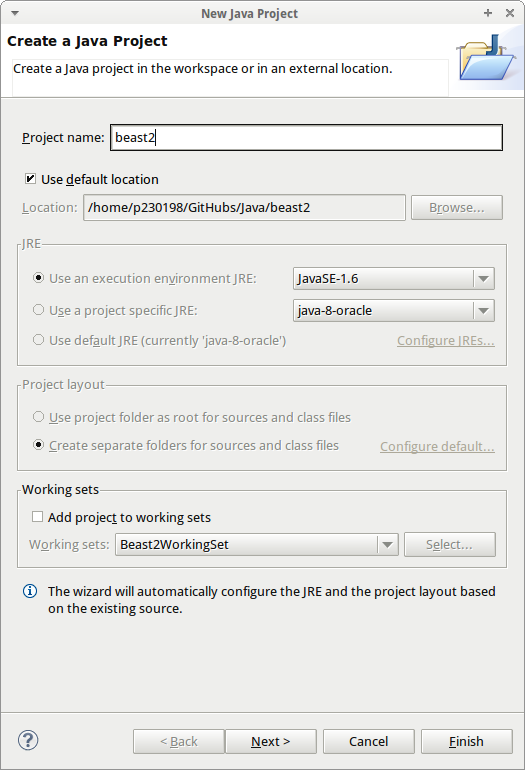 New Java Project
Create a Java Project
Create a Java project in the workspace or in an external location.
Project name: beast2
Use default location
Location: /home/p230198/GitHubs/Java/beast2 Browse...
JRE
Use an execution environment JRE: JavaSE-1.6
Use a project specific JRE: java-8-oracle
Use default JRE (currently 'java-8-oracle') Configure JREs...
Project layout
Use project folder as root for sources and class files
Create separate folders for sources and class files Configure default...
Working sets
Add project to working sets
Working sets: Beast2WorkingSet Select...
The wizard will automatically configure the JRE and the project layout based
on the existing source.
? < Back Next > Cancel Finish